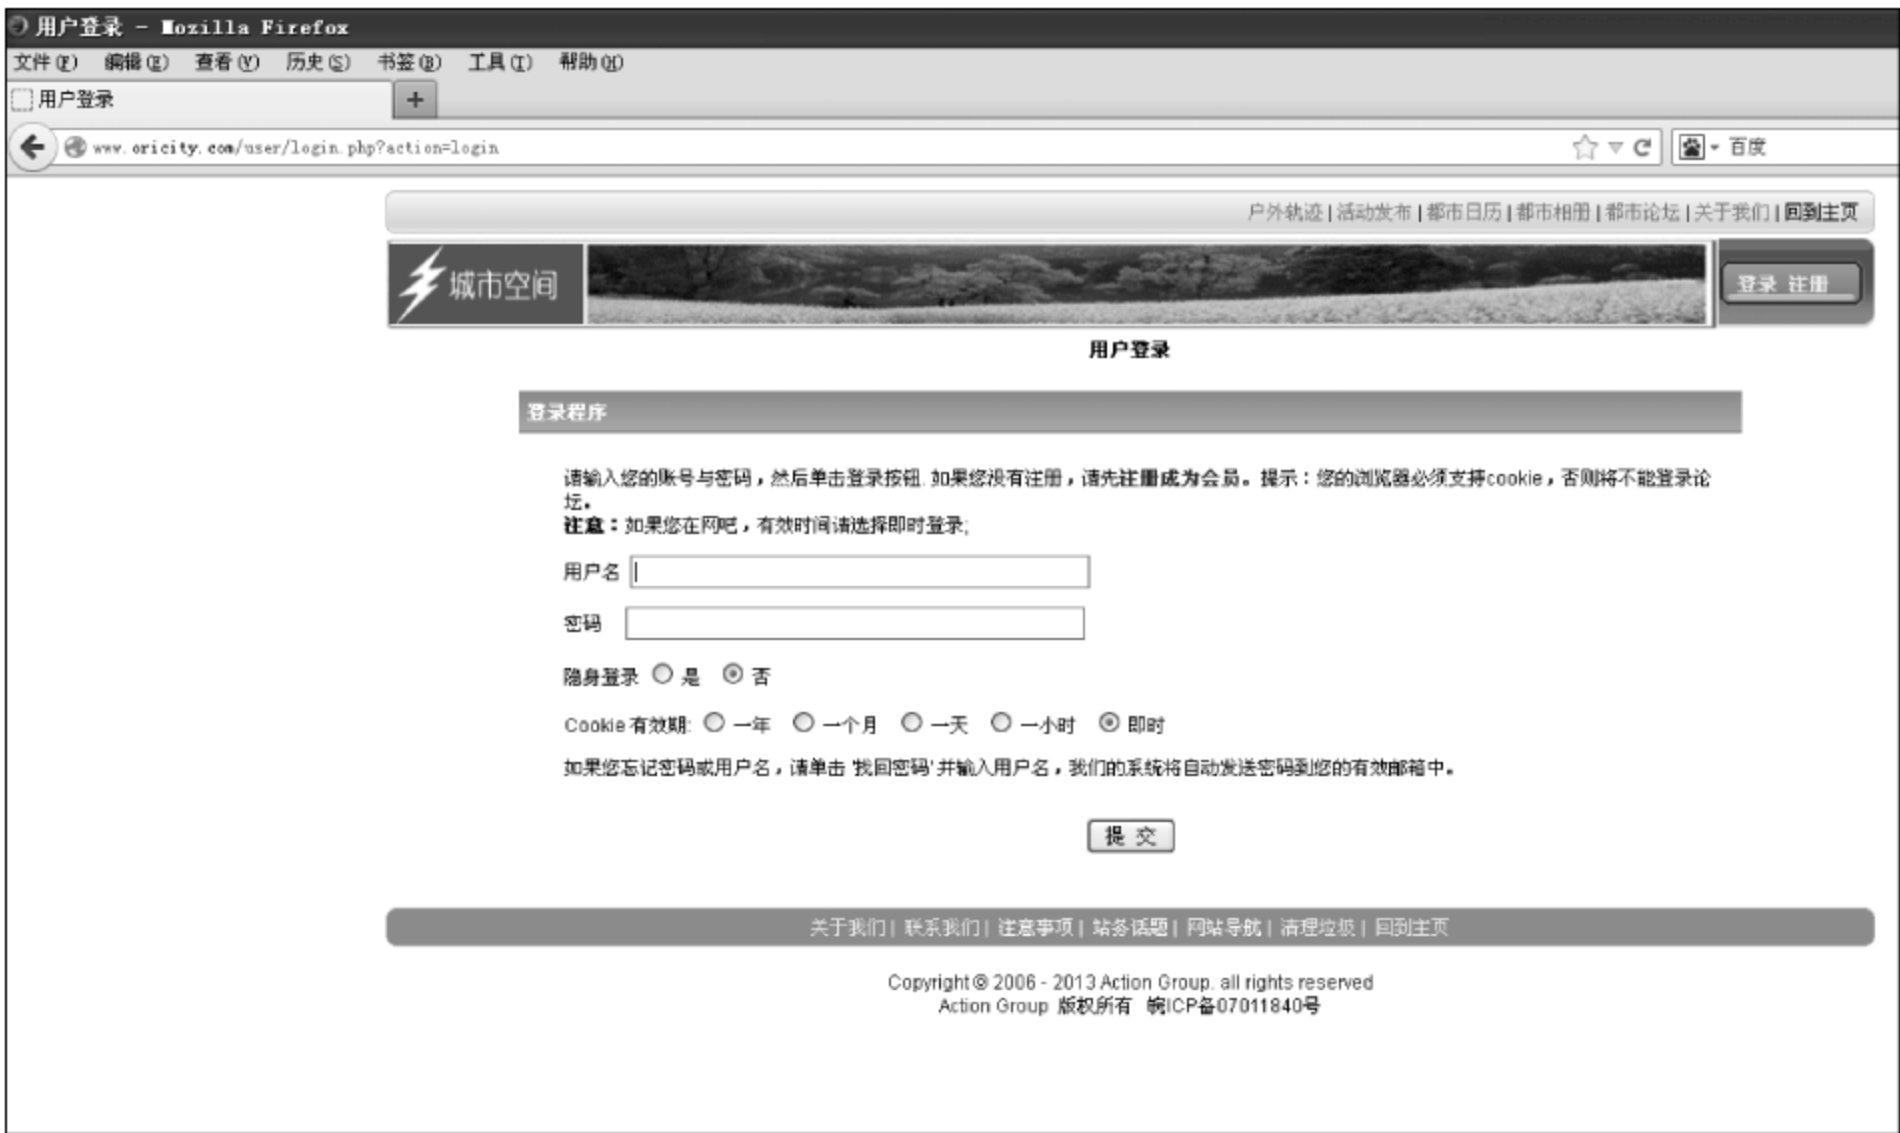 用户登录 - Mozilla Firefox
文件(F) 编辑(E) 查看(V) 历史(S) 书签(B) 工具(T) 帮助(H)
用户登录 +
www.oricity.com/user/login.php?action=login 百度
户外轨迹 | 活动发布 | 都市日历 | 都市相册 | 都市论坛 | 关于我们 | 回到主页
城市空间 登录 注册
用户登录
登录程序
请输入您的账号与密码，然后单击登录按钮. 如果您没有注册，请先注册成为会员。提示：您的浏览器必须支持cookie，否则将不能登录论
坛。
注意：如果您在网吧，有效时间请选择即时登录;
用户名
密码
隐身登录 是 否
Cookie 有效期: 一年 一个月 一天 一小时 即时
如果您忘记密码或用户名，请单击 '找回密码' 并输入用户名，我们的系统将自动发送密码到您的有效邮箱中。
提 交
关于我们 | 联系我们 | 注意事项 | 站务话题 | 网站导航 | 清理垃圾 | 回到主页
Copyright © 2006 - 2013 Action Group. all rights reserved
Action Group 版权所有 皖ICP备07011840号